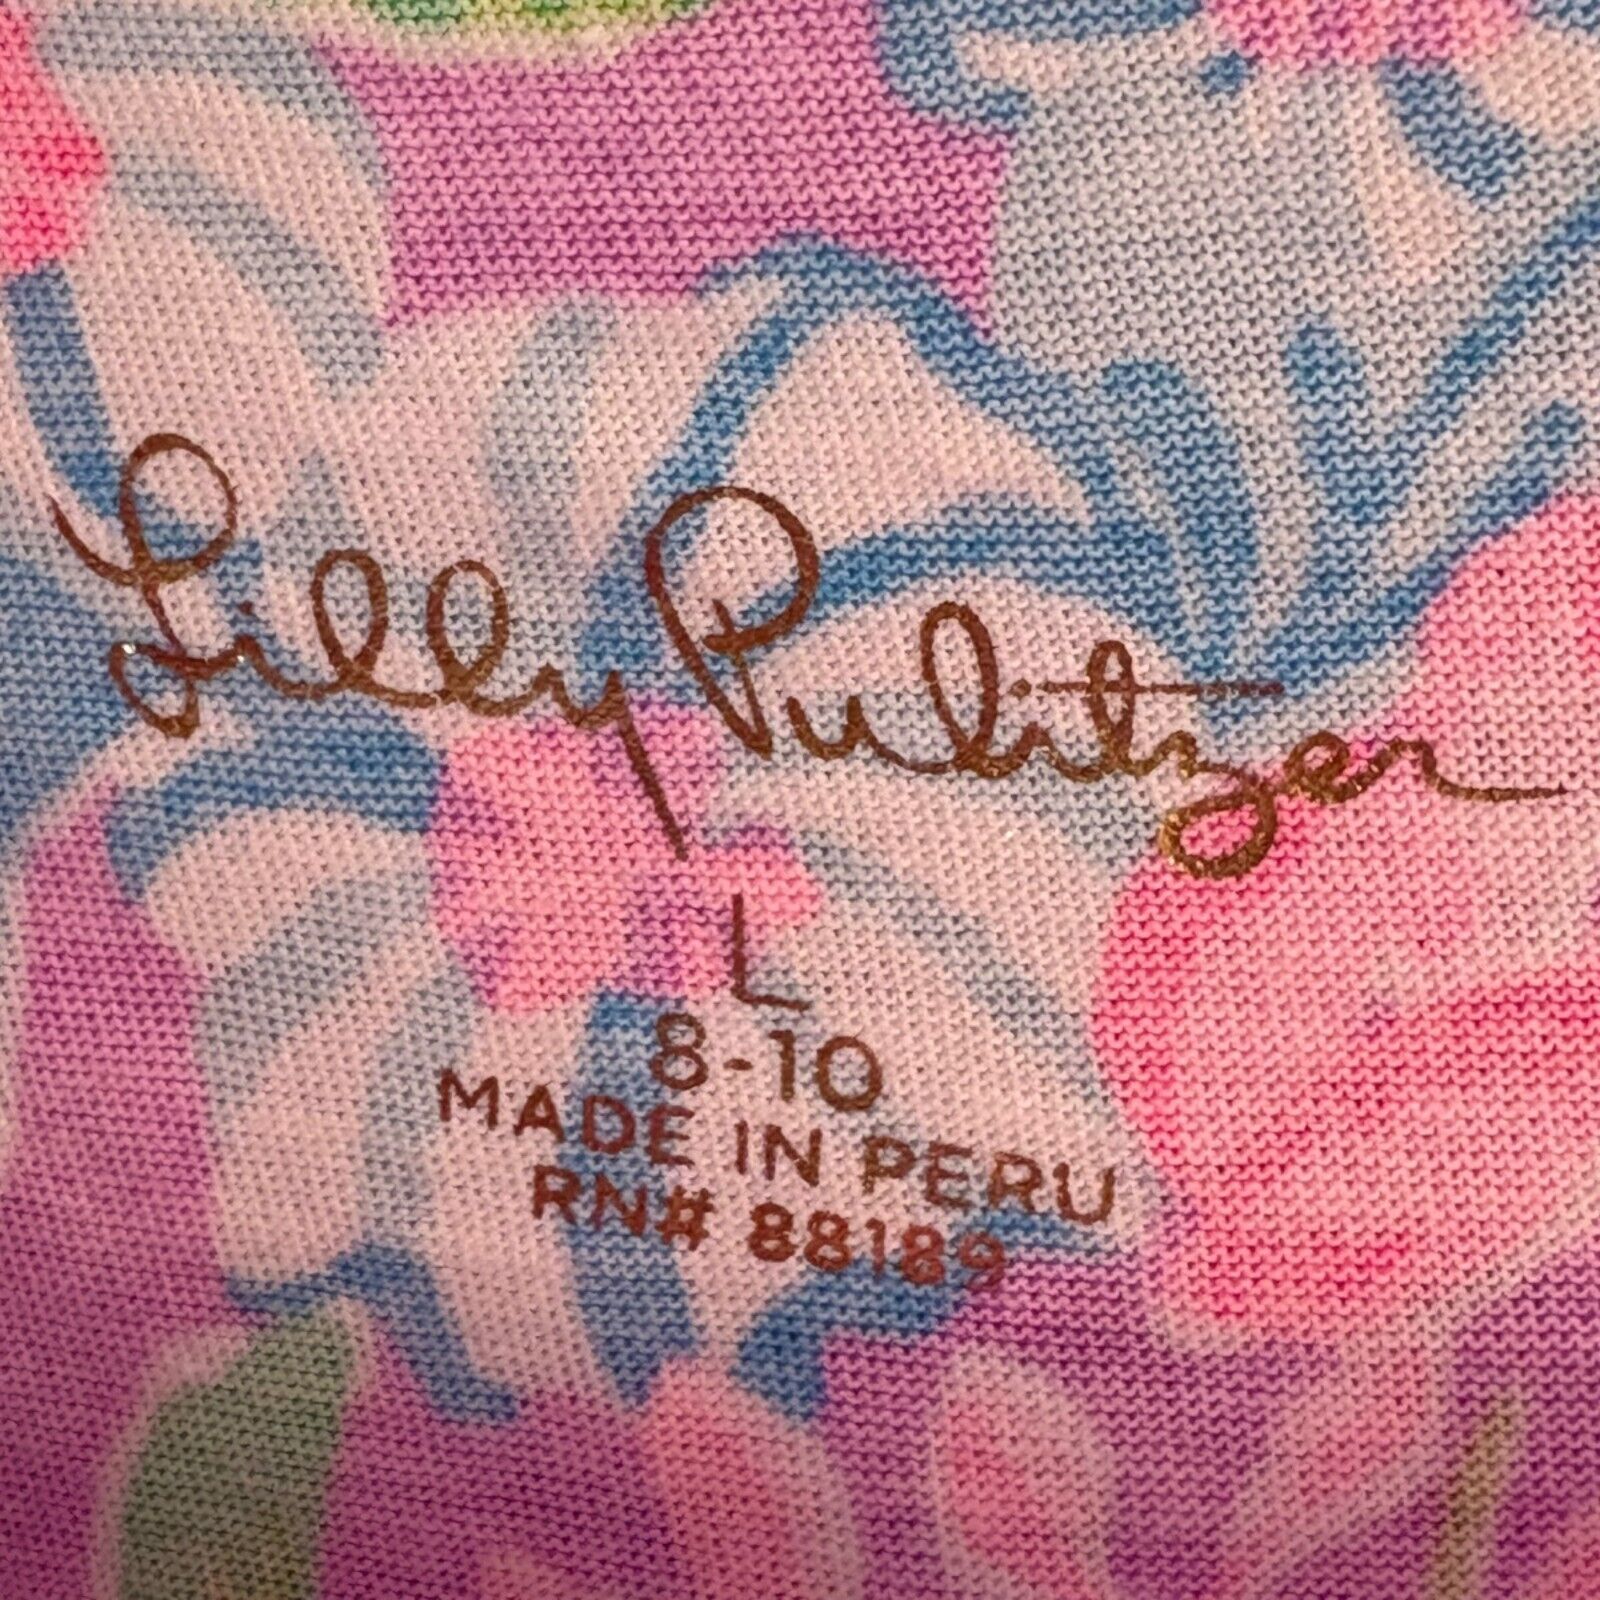 Lilly Pulitzer
L
8-10
MADE IN PERU
RN# 88189